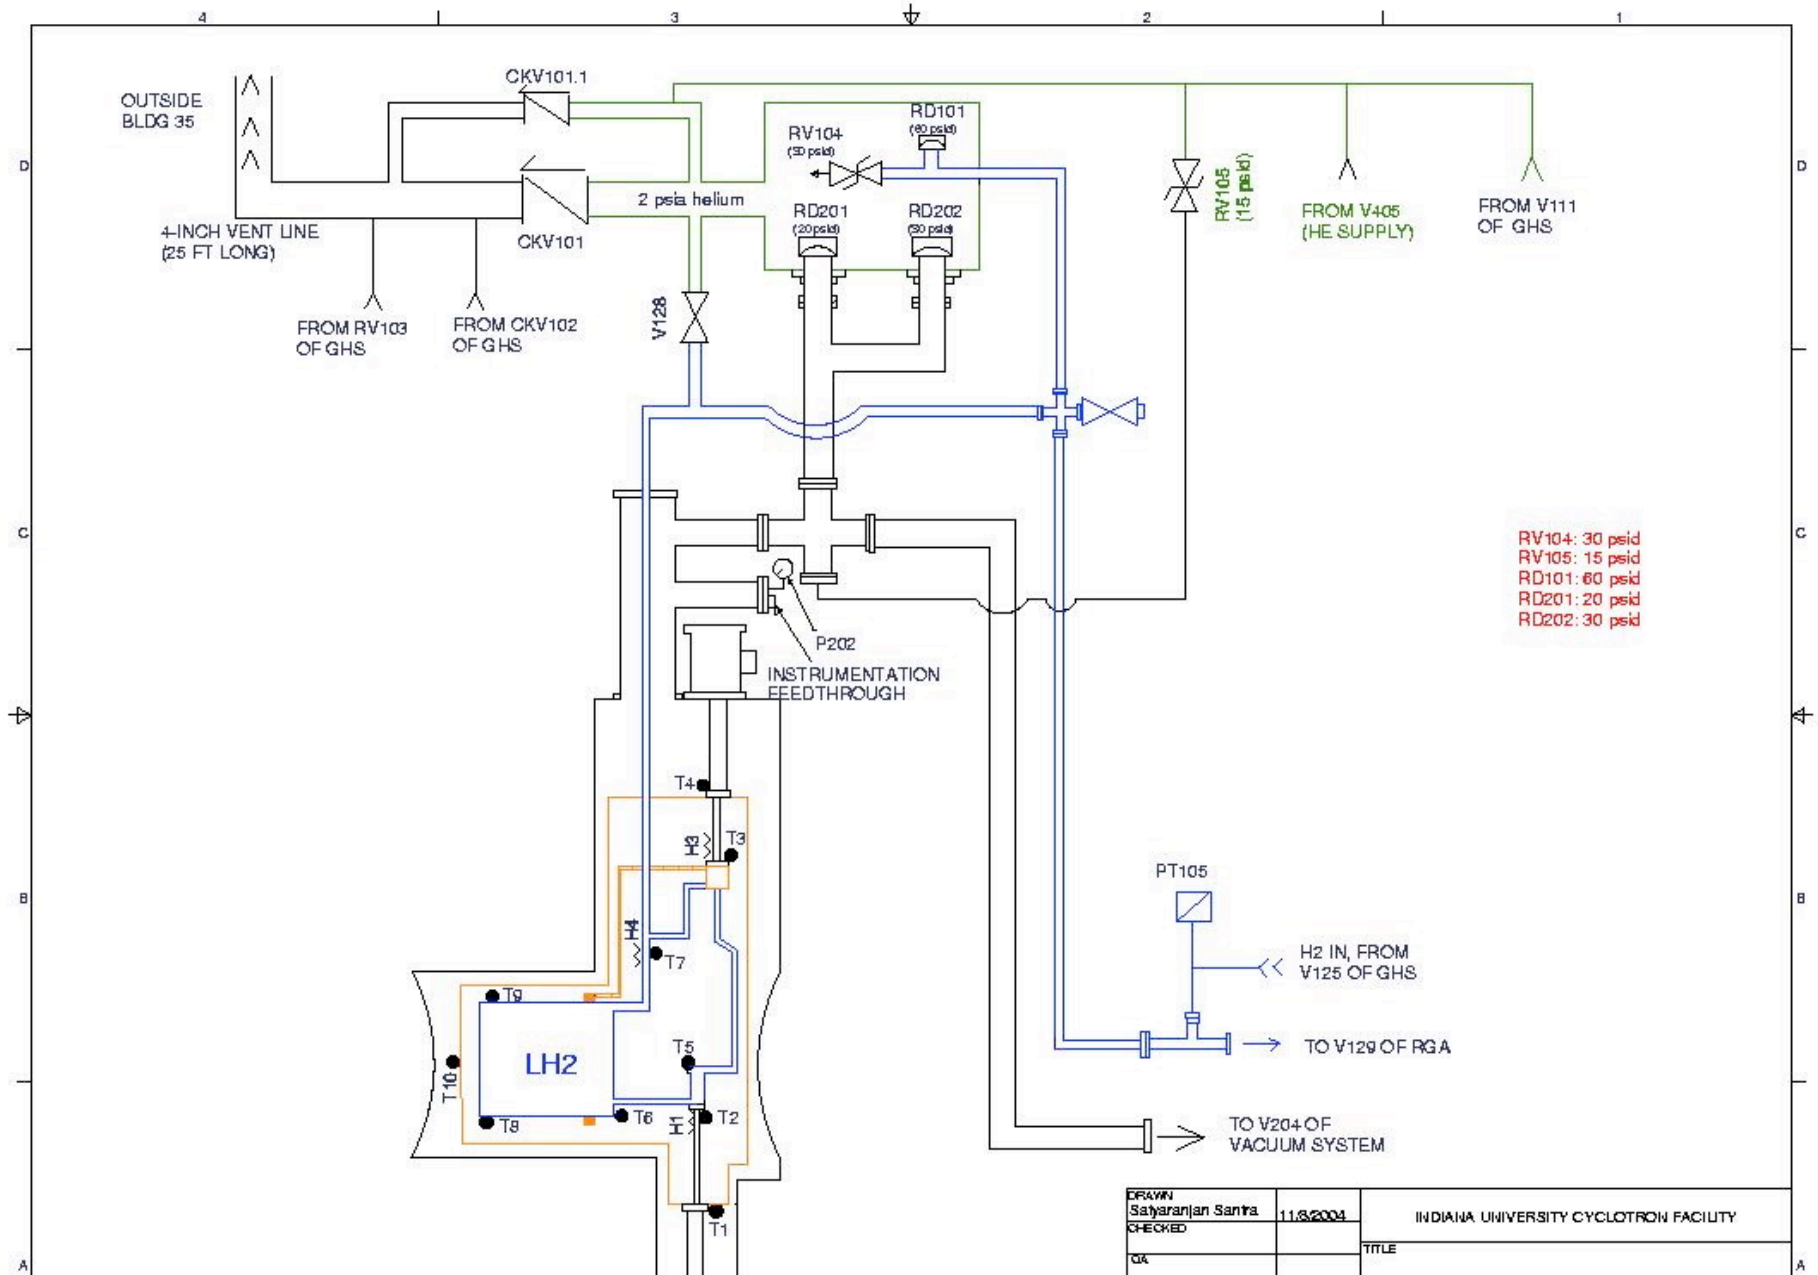 4
3
2
1
CKV101.1
OUTSIDE
BLDG 35
RD101
(60 psid)
RV104
(30 psid)
D
D
RV105
(15 psid)
2 psia helium
RD201
(20psid)
RD202
(30 psid)
FROM V405
(HE SUPPLY)
FROM V111
OF GHS
4-INCH VENT LINE
(25 FT LONG)
CKV101
V128
FROM RV103
OF GHS
FROM CKV102
OF GHS
C
C
RV104: 30 psid
RV105: 15 psid
RD101: 60 psid
RD201: 20 psid
RD202: 30 psid
P202
INSTRUMENTATION
FEEDTHROUGH
T4
H3
T3
PT105
B
B
H4
T7
H2 IN, FROM
V125 OF GHS
T9
T5
LH2
TO V129 OF RGA
T10
T8
T6
H1
T2
TO V204 OF
VACUUM SYSTEM
T1
DRAWN
Satyaranjan Santra
11/8/2004
INDIANA UNIVERSITY CYCLOTRON FACILITY
CHECKED
TITLE
QA
A
A